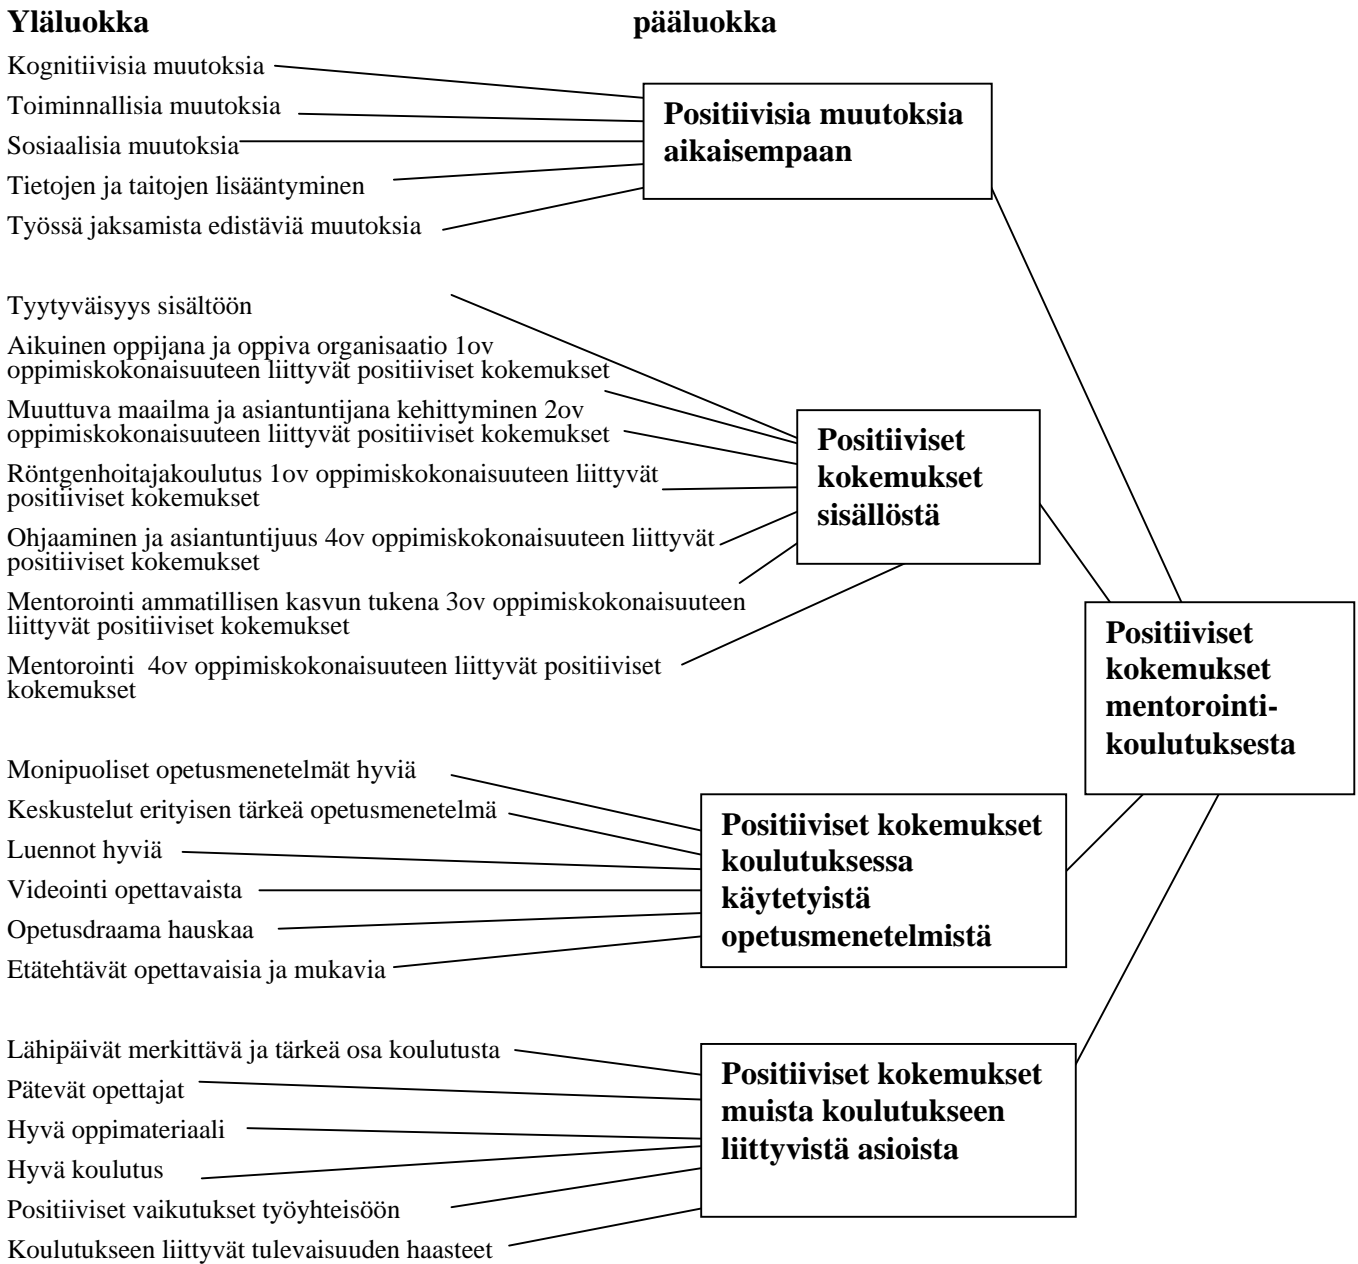 Yläluokka
pääluokka
Kognitiivisia muutoksia
Toiminnallisia muutoksia
Sosiaalisia muutoksia
Tietojen ja taitojen lisääntyminen
Työssä jaksamista edistäviä muutoksia
Positiivisia muutoksia
aikaisempaan
Tyytyväisyys sisältöön
Aikuinen oppijana ja oppiva organisaatio 1ov
oppimiskokonaisuuteen liittyvät positiiviset kokemukset
Muuttuva maailma ja asiantuntijana kehittyminen 2ov
oppimiskokonaisuuteen liittyvät positiiviset kokemukset
Röntgenhoitajakoulutus 1ov oppimiskokonaisuuteen liittyvät
positiiviset kokemukset
Ohjaaminen ja asiantuntijuus 4ov oppimiskokonaisuuteen liittyvät
positiiviset kokemukset
Mentorointi ammatillisen kasvun tukena 3ov oppimiskokonaisuuteen
liittyvät positiiviset kokemukset
Mentorointi  4ov oppimiskokonaisuuteen liittyvät positiiviset
kokemukset
Positiiviset
kokemukset
sisällöstä
Positiiviset
kokemukset
mentorointi-
koulutuksesta
Monipuoliset opetusmenetelmät hyviä
Keskustelut erityisen tärkeä opetusmenetelmä
Luennot hyviä
Videointi opettavaista
Opetusdraama hauskaa
Etätehtävät opettavaisia ja mukavia
Positiiviset kokemukset
koulutuksessa
käytetyistä
opetusmenetelmistä
Lähipäivät merkittävä ja tärkeä osa koulutusta
Pätevät opettajat
Hyvä oppimateriaali
Hyvä koulutus
Positiiviset vaikutukset työyhteisöön
Koulutukseen liittyvät tulevaisuuden haasteet
Positiiviset kokemukset
muista koulutukseen
liittyvistä asioista